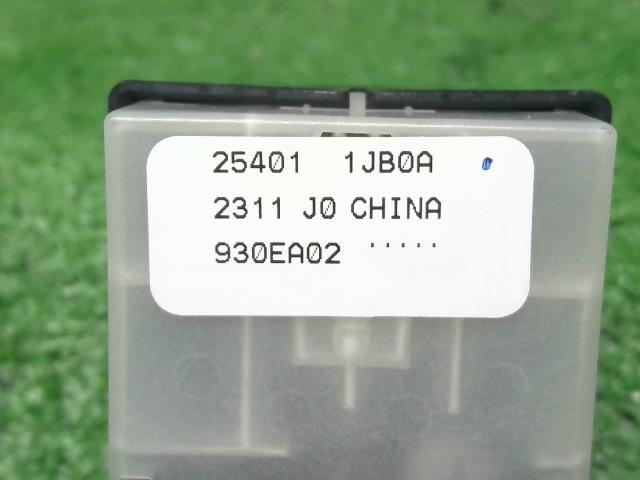 25401 1JB0A
2311 J0 CHINA
930EA02 .....